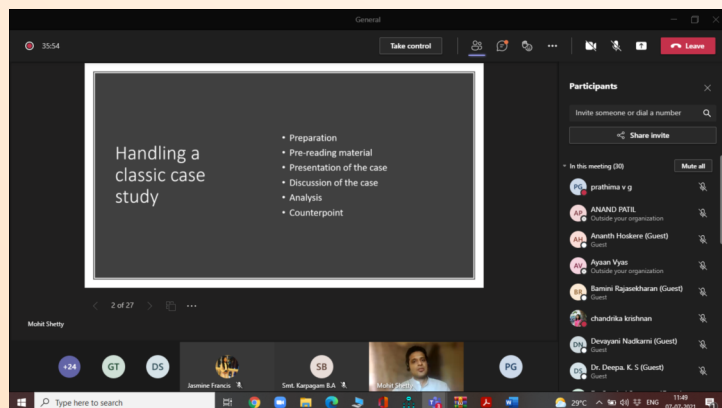 General
35:54
Take control
Leave
Handling a
classic case
study
• Preparation
• Pre-reading material
• Presentation of the case
• Discussion of the case
• Analysis
• Counterpoint
2 of 27
Mohit Shetty
+24
GT
DS
Jasmine Francis
SB
Smt. Karpagam B.A
Mohit Shetty
PG
Participants
Invite someone or dial a number
Share invite
In this meeting (30)
Mute all
PG
prathima v g
AP
ANAND PATIL
Outside your organization
AH
Ananth Hoskere (Guest)
Guest
AV
Ayaan Vyas
Outside your organization
BR
Bamini Rajasekharan (Guest)
Guest
chandrika krishnan
DN
Devayani Nadkarni (Guest)
Guest
DS
Dr. Deepa. K. S (Guest)
Guest
Type here to search
29°C
ENG
11:49
07-07-2021